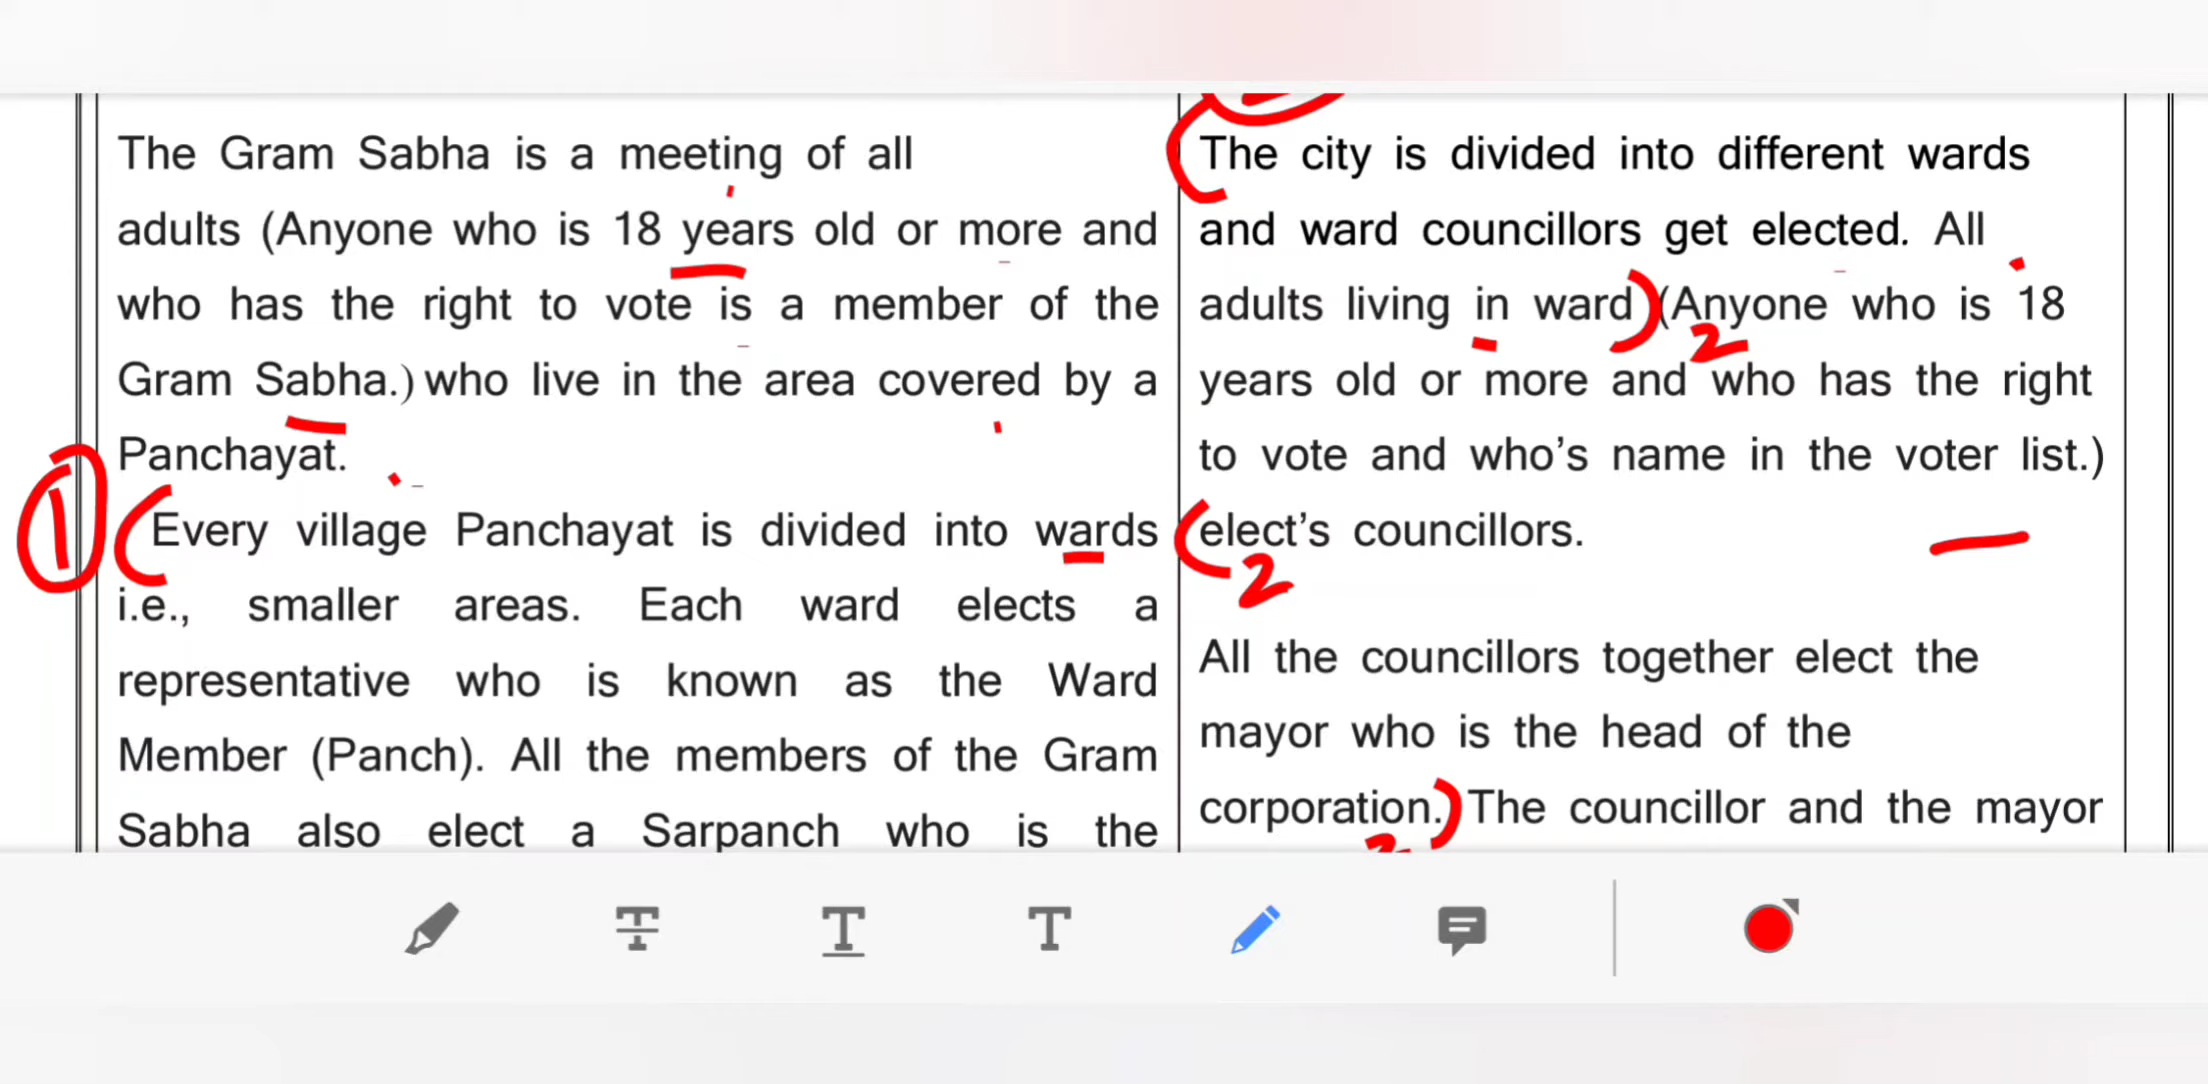 The Gram Sabha is a meeting of all
adults (Anyone who is 18 years old or more and
who has the right to vote is a member of the
Gram Sabha.) who live in the area covered by a
Panchayat.
1
Every village Panchayat is divided into wards
i.e., smaller areas. Each ward elects a
representative who is known as the Ward
Member (Panch). All the members of the Gram
Sabha also elect a Sarpanch who is the
The city is divided into different wards
and ward councillors get elected. All
adults living in ward (Anyone who is 18
2
years old or more and who has the right
to vote and who's name in the voter list.)
elect's councillors.
2
All the councillors together elect the
mayor who is the head of the
corporation. The councillor and the mayor